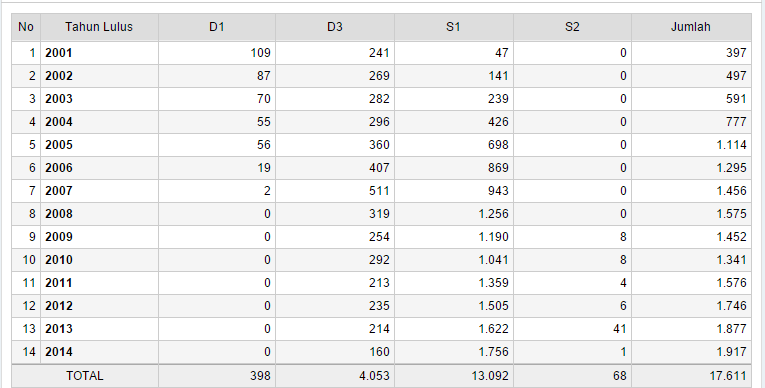 No Tahun Lulus D1 D3 S1 S2 Jumlah
1 2001 109 241 47 0 397
2 2002 87 269 141 0 497
3 2003 70 282 239 0 591
4 2004 55 296 426 0 777
5 2005 56 360 698 0 1.114
6 2006 19 407 869 0 1.295
7 2007 2 511 943 0 1.456
8 2008 0 319 1.256 0 1.575
9 2009 0 254 1.190 8 1.452
10 2010 0 292 1.041 8 1.341
11 2011 0 213 1.359 4 1.576
12 2012 0 235 1.505 6 1.746
13 2013 0 214 1.622 41 1.877
14 2014 0 160 1.756 1 1.917
TOTAL 398 4.053 13.092 68 17.611